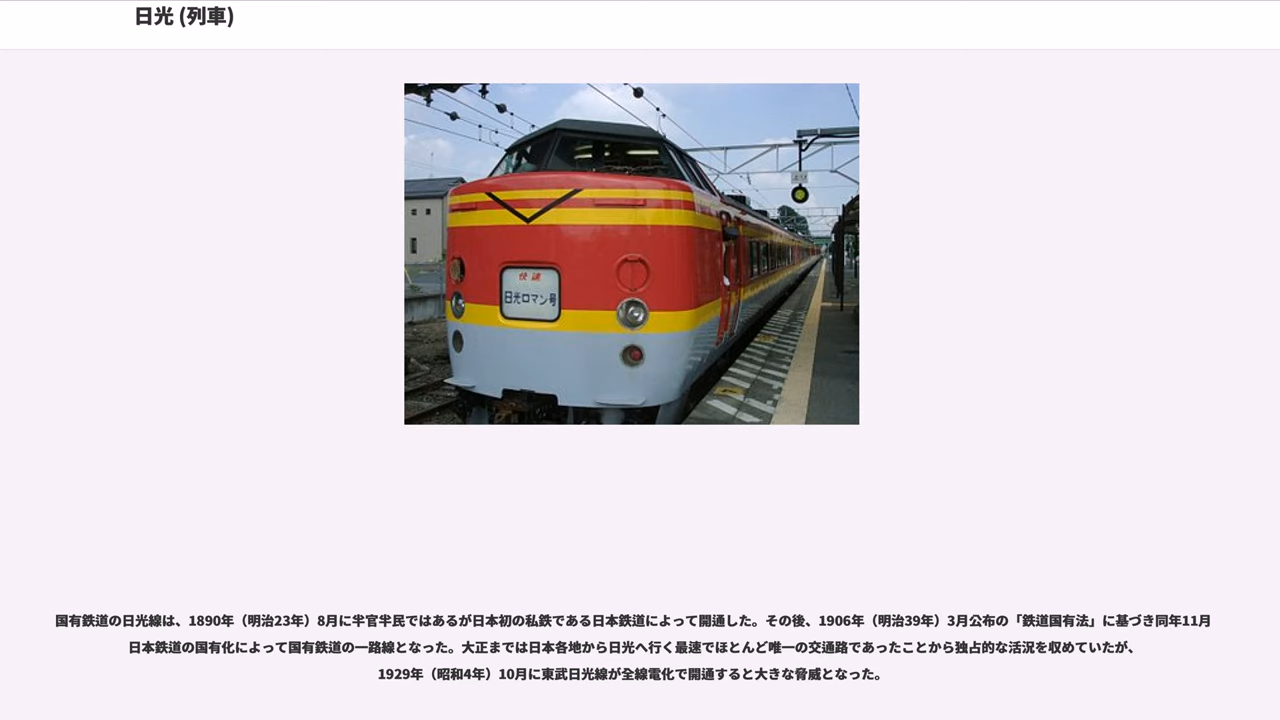 日光 (列車)
快速
日光ロマン号
国有鉄道の日光線は、1890年（明治23年）8月に半官半民ではあるが日本初の私鉄である日本鉄道によって開通した。その後、1906年（明治39年）3月公布の「鉄道国有法」に基づき同年11月
日本鉄道の国有化によって国有鉄道の一路線となった。大正までは日本各地から日光へ行く最速でほとんど唯一の交通路であったことから独占的な活況を収めていたが、
1929年（昭和4年）10月に東武日光線が全線電化で開通すると大きな脅威となった。